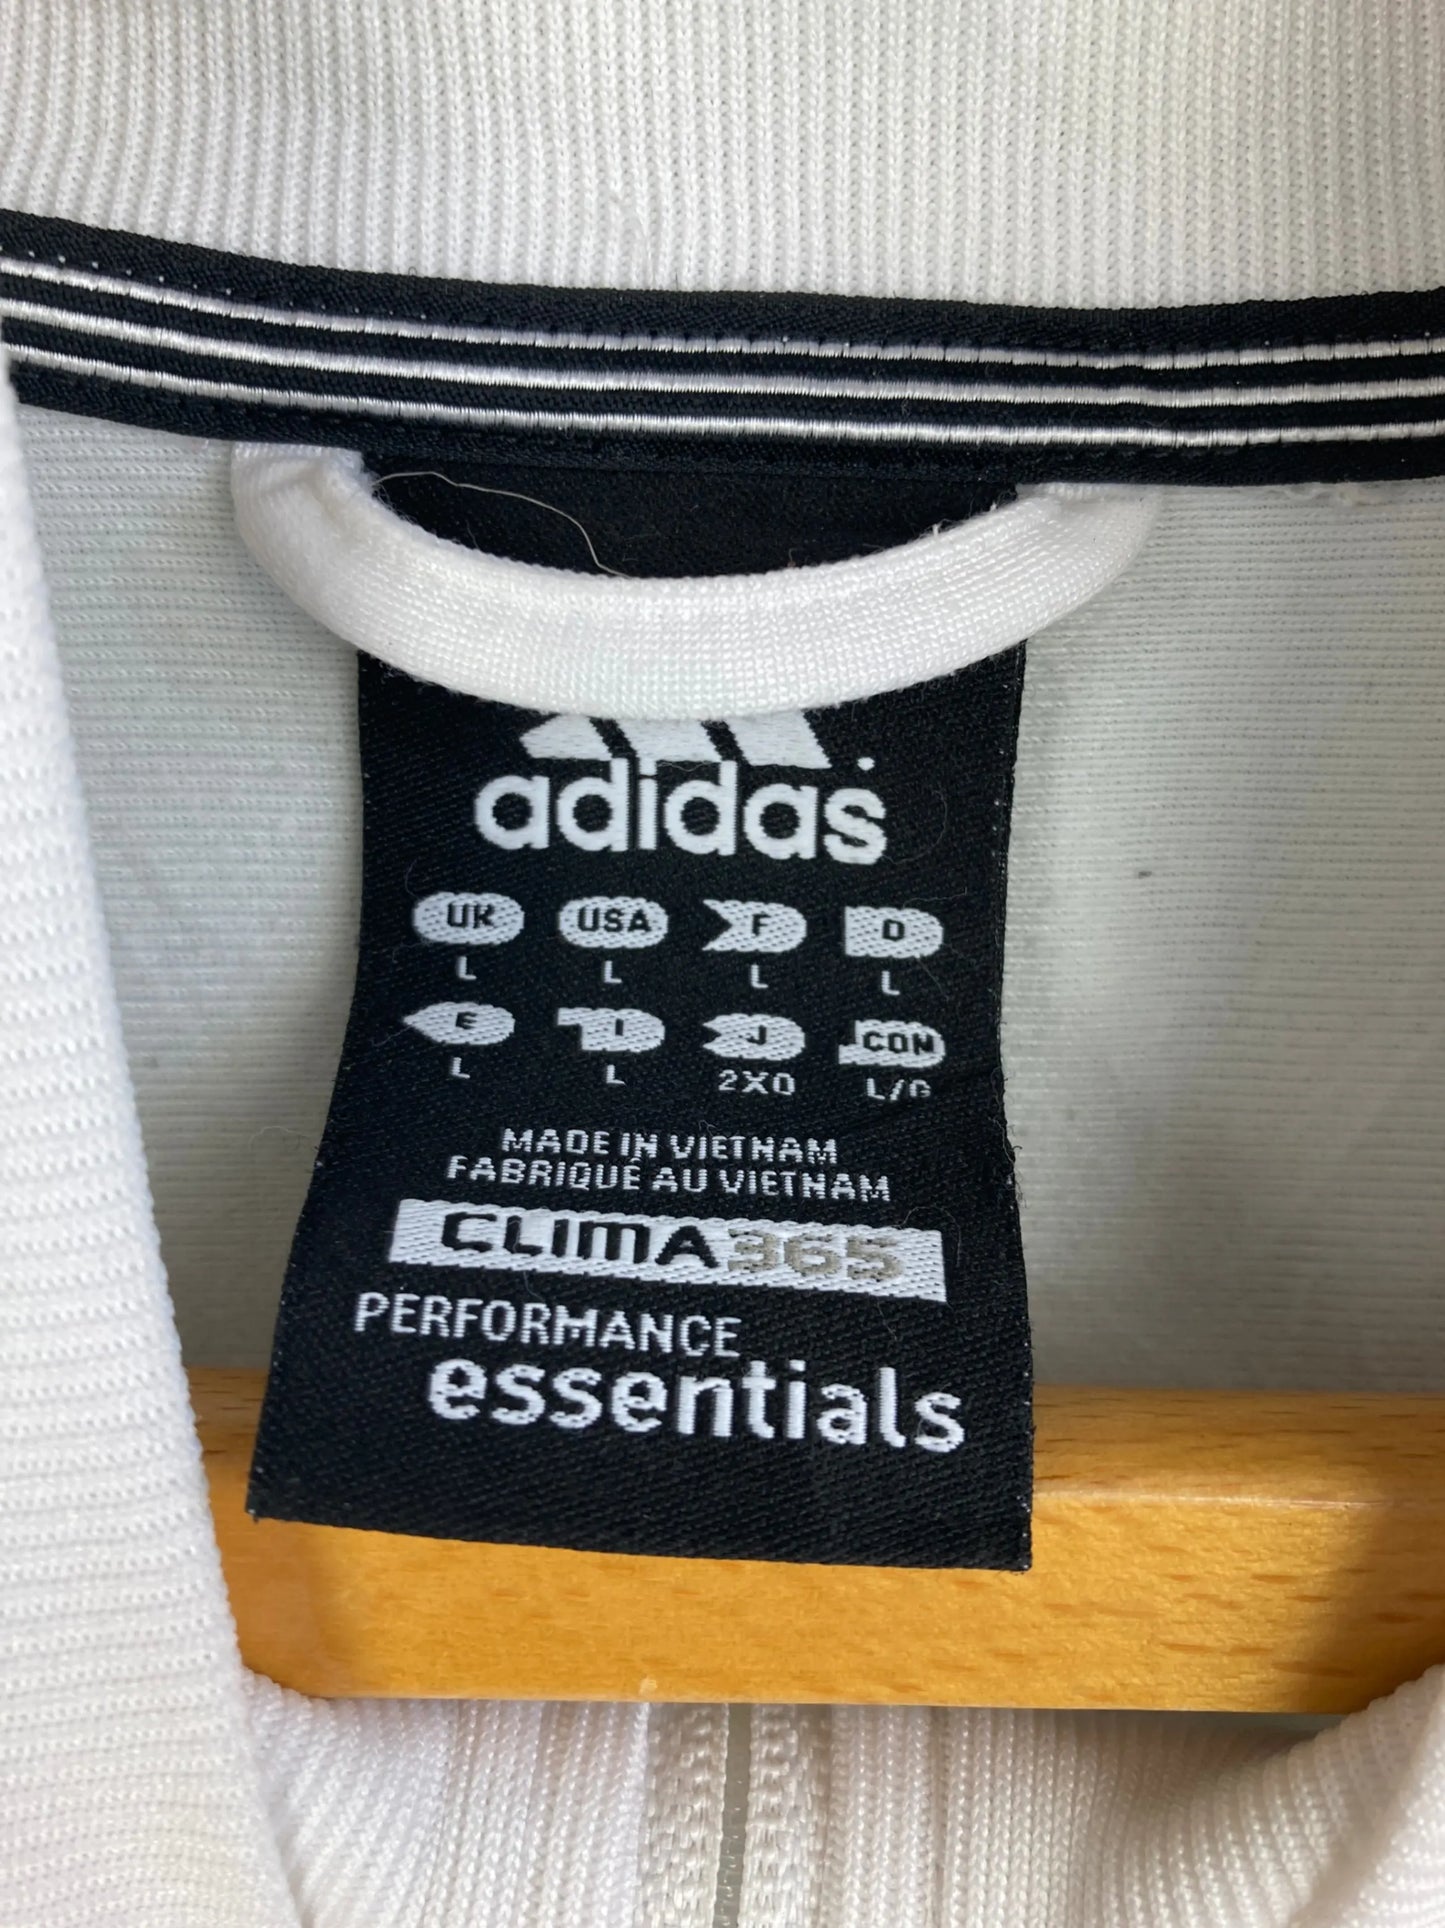 adidas
UK USA F D
L L L L
E I J CON
L L 2XO L/G
MADE IN VIETNAM
FABRIQUÉ AU VIETNAM
CLIMA365
PERFORMANCE
essentials